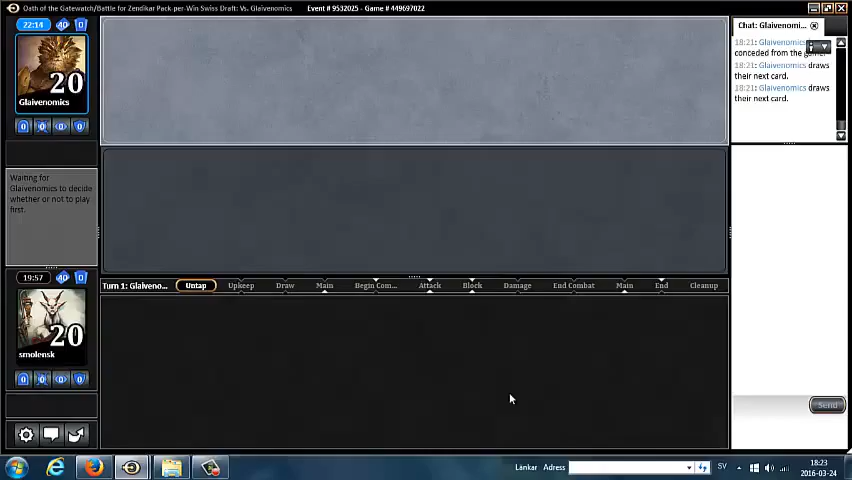 Oath of the Gatewatch/Battle for Zendikar Pack-per-Win Swiss Draft: Vs. Glaivenomics Event # 9532025 - Game # 449697022
22:14
20
Glaivenomics
0 0 0 0
Waiting for
Glaivenomics to decide
whether or not to play
first.
19:57 40 0
20
smolensk
0 0 0 0
Turn 1: Glaiveno... Untap Upkeep Draw Main Begin Com... Attack Block Damage End Combat Main End Cleanup
Chat: Glaivenomi...
18:21: Glaivenomics
conceded from the game.
18:21: Glaivenomics draws
their next card.
18:21: Glaivenomics draws
their next card.
Send
Länkar Adress
SV
18:23
2016-03-24